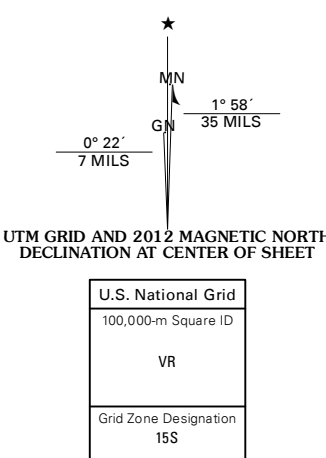 ★
MN
1° 58´
35 MILS
GN
0° 22´
7 MILS
UTM GRID AND 2012 MAGNETIC NORTH
DECLINATION AT CENTER OF SHEET
U.S. National Grid
100,000-m Square ID
VR
Grid Zone Designation
15S